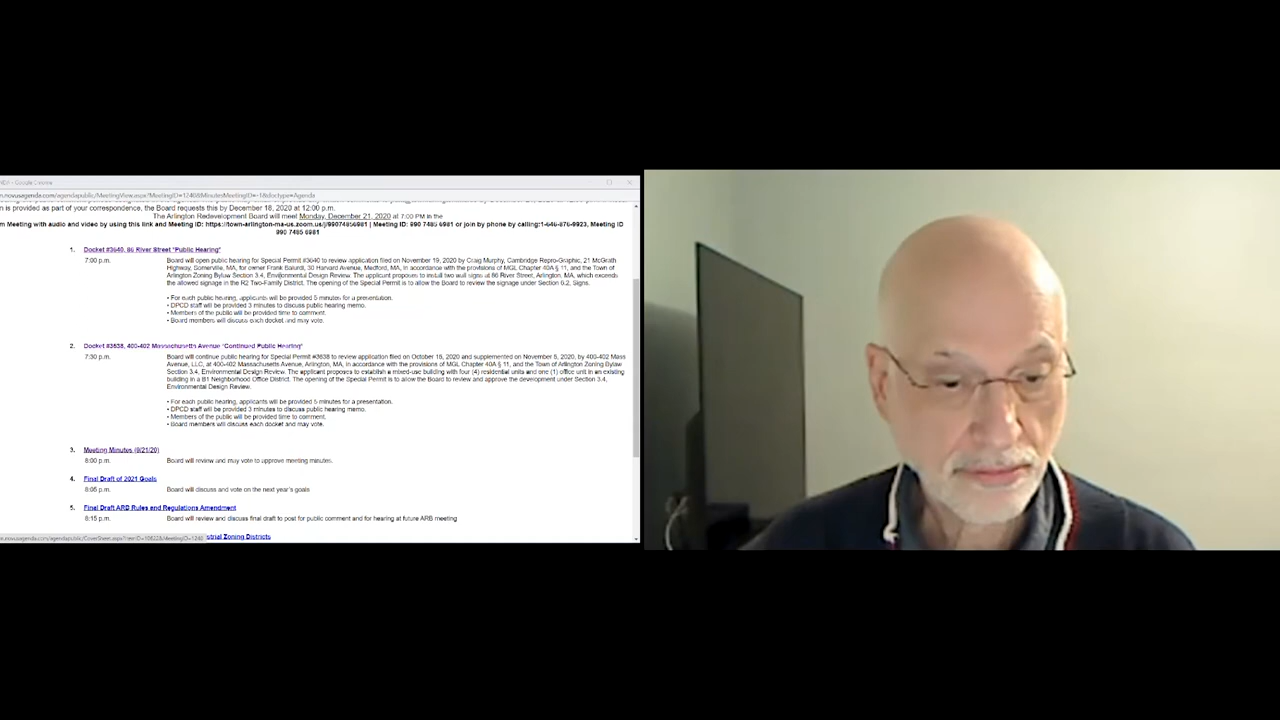 NDA - Google Chrome
m.novusagenda.com/agendapublic/MeetingView.aspx?MeetingID=1249&MinutesMeetingID=-1&doctype=Agenda
n is provided as part of your correspondence, the Board requests this by December 18, 2020 at 12:00 p.m.
The Arlington Redevelopment Board will meet Monday, December 21, 2020 at 7:00 PM in the
m Meeting with audio and video by using this link and Meeting ID: https://town-arlington-ma-us.zoom.us/j/99074856981 | Meeting ID: 990 7485 6981 or join by phone by calling:1-646-876-9923, Meeting ID
990 7485 6981
1. Docket #3640, 86 River Street *Public Hearing*
7:00 p.m. Board will open public hearing for Special Permit #3640 to review application filed on November 19, 2020 by Craig Murphy, Cambridge Repro-Graphic, 21 McGrath
Highway, Somerville, MA, for owner Frank Baiurdi, 30 Harvard Avenue, Medford, MA, in accordance with the provisions of MGL Chapter 40A § 11, and the Town of
Arlington Zoning Bylaw Section 3.4, Environmental Design Review. The applicant proposes to install two wall signs at 86 River Street, Arlington, MA, which exceeds
the allowed signage in the R2 Two-Family District. The opening of the Special Permit is to allow the Board to review the signage under Section 6.2, Signs.
• For each public hearing, applicants will be provided 5 minutes for a presentation.
• DPCD staff will be provided 3 minutes to discuss public hearing memo.
• Members of the public will be provided time to comment.
• Board members will discuss each docket and may vote.
2. Docket #3638, 400-402 Massachusetts Avenue *Continued Public Hearing*
7:30 p.m. Board will continue public hearing for Special Permit #3638 to review application filed on October 16, 2020 and supplemented on November 5, 2020, by 400-402 Mass
Avenue, LLC, at 400-402 Massachusetts Avenue, Arlington, MA, in accordance with the provisions of MGL Chapter 40A § 11, and the Town of Arlington Zoning Bylaw
Section 3.4, Environmental Design Review. The applicant proposes to establish a mixed-use building with four (4) residential units and one (1) office unit in an existing
building in a B1 Neighborhood Office District. The opening of the Special Permit is to allow the Board to review and approve the development under Section 3.4,
Environmental Design Review.
• For each public hearing, applicants will be provided 5 minutes for a presentation.
• DPCD staff will be provided 3 minutes to discuss public hearing memo.
• Members of the public will be provided time to comment.
• Board members will discuss each docket and may vote.
3. Meeting Minutes (9/21/20)
8:00 p.m. Board will review and may vote to approve meeting minutes.
4. Final Draft of 2021 Goals
8:05 p.m. Board will discuss and vote on the next year's goals
5. Final Draft ARB Rules and Regulations Amendment
8:15 p.m. Board will review and discuss final draft to post for public comment and for hearing at future ARB meeting
strial Zoning Districts